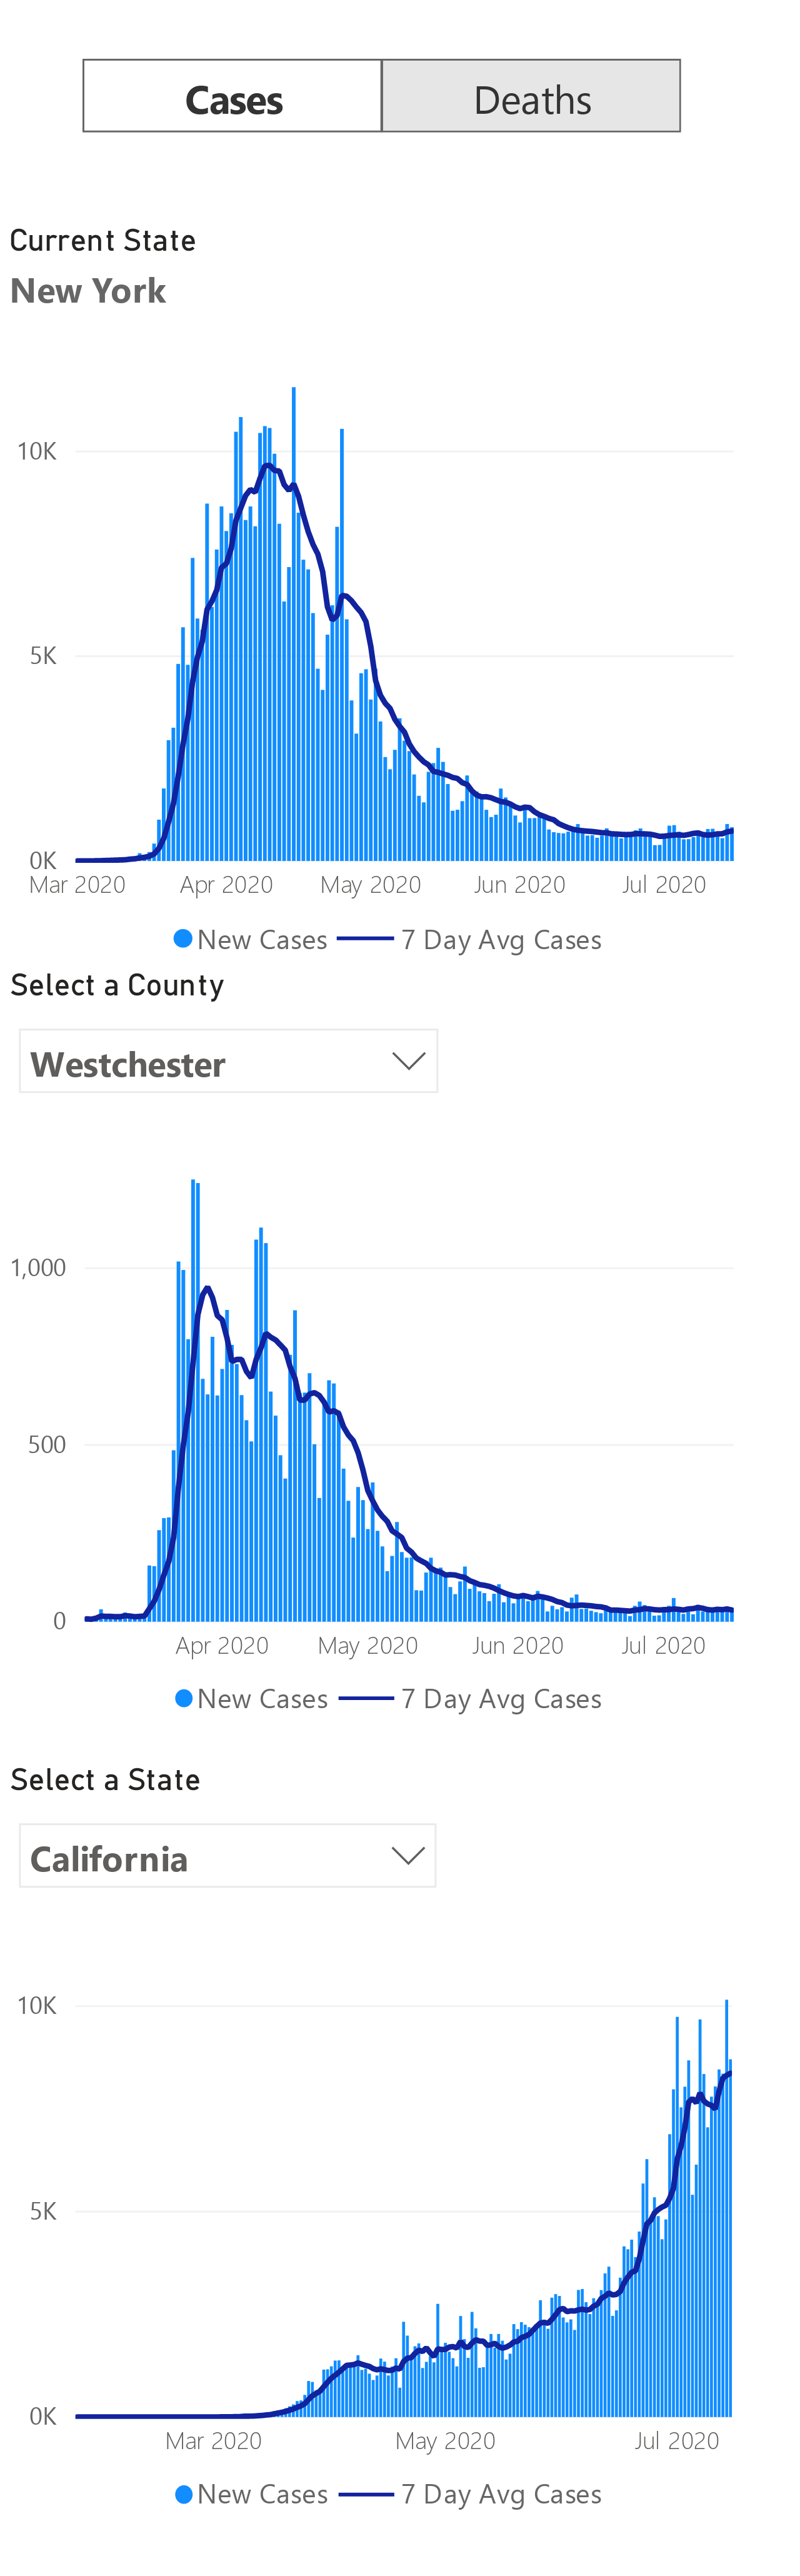 Cases Deaths
Current State
New York
10K
5K
0K
Mar 2020 Apr 2020 May 2020 Jun 2020 Jul 2020
New Cases 7 Day Avg Cases
Select a County
Westchester
1,000
500
0
Apr 2020 May 2020 Jun 2020 Jul 2020
New Cases 7 Day Avg Cases
Select a State
California
10K
5K
0K
Mar 2020 May 2020 Jul 2020
New Cases 7 Day Avg Cases